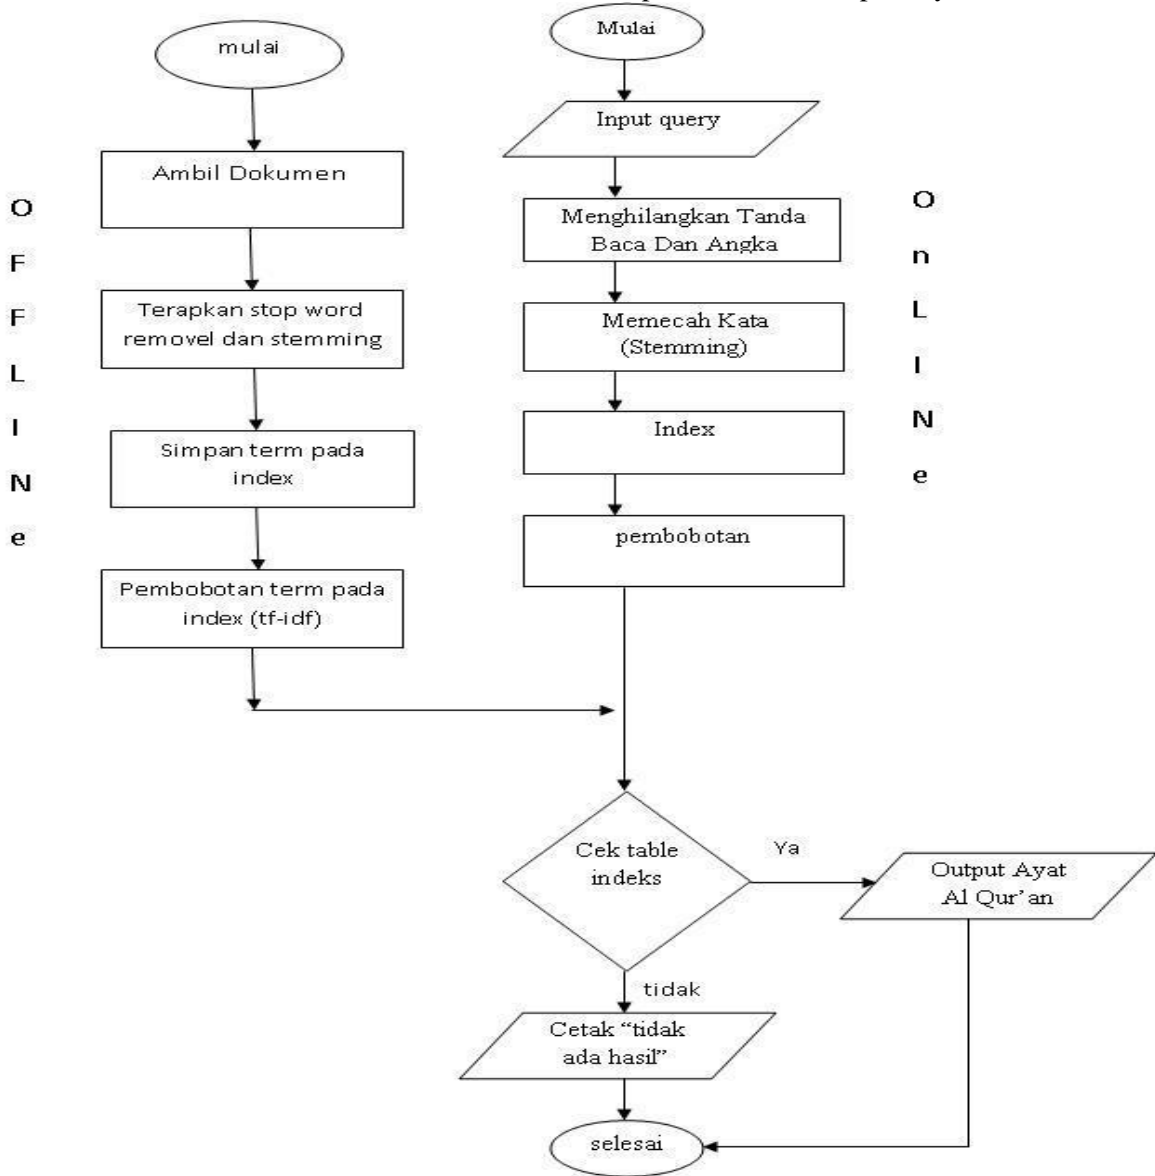 mulai
Ambil Dokumen
Terapkan stop word
removel dan stemming
Simpan term pada
index
Pembobotan term pada
index (tf-idf)
O
F
F
L
I
N
e
Mulai
Input query
Menghilangkan Tanda
Baca Dan Angka
Memecah Kata
(Stemming)
Index
pembobotan
O
n
L
I
N
e
Cek table
indeks
Ya
Output Ayat
Al Qur’an
tidak
Cetak “tidak
ada hasil”
selesai